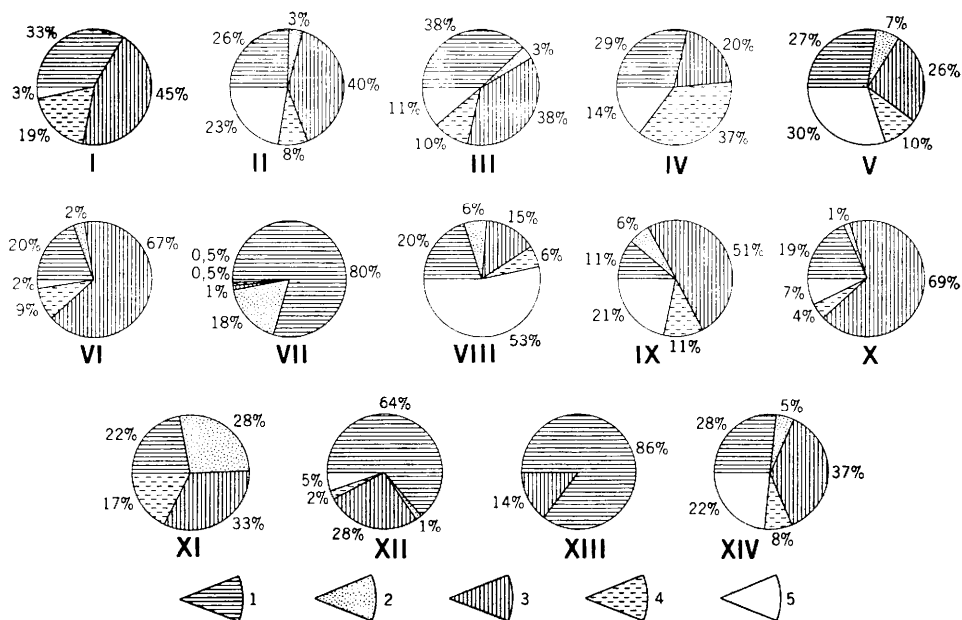 33% 3% 38% 7%
26% 3% 29% 20% 27% 26%
3% 45% 40% 11% 38% 14% 37%
19% 23% 8% 10% 30% 10%
I II III IV V
2% 67% 6% 15% 6% 51% 1%
20% 0,5% 80% 20% 6% 11% 19%
2% 0,5% 7% 69%
9% 1% 18% 53% 21% 11% 4%
VI VII VIII IX X
64% 5%
22% 28% 86% 28%
5% 37%
17% 33% 2% 28% 1% 14% 22% 8%
XI XII XIII XIV
1 2 3 4 5